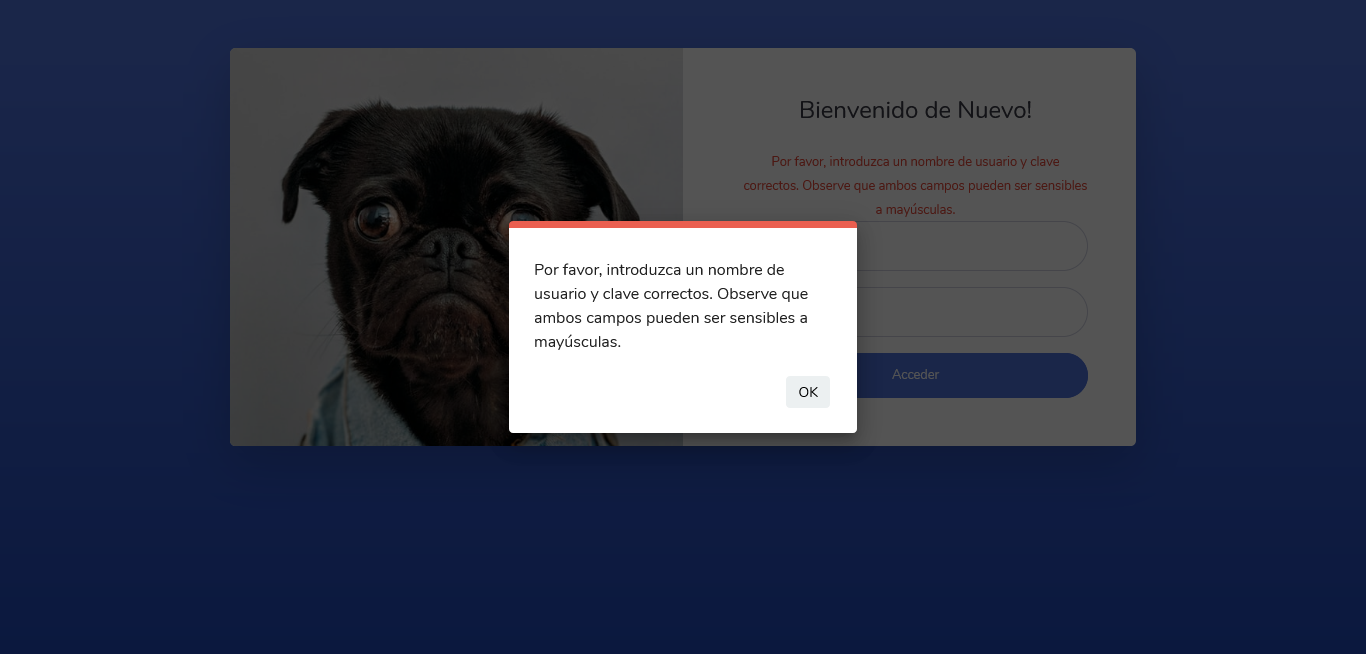 Bienvenido de Nuevo!
Por favor, introduzca un nombre de usuario y clave
correctos. Observe que ambos campos pueden ser sensibles
a mayúsculas.
Por favor, introduzca un nombre de
usuario y clave correctos. Observe que
ambos campos pueden ser sensibles a
mayúsculas.
OK
Acceder